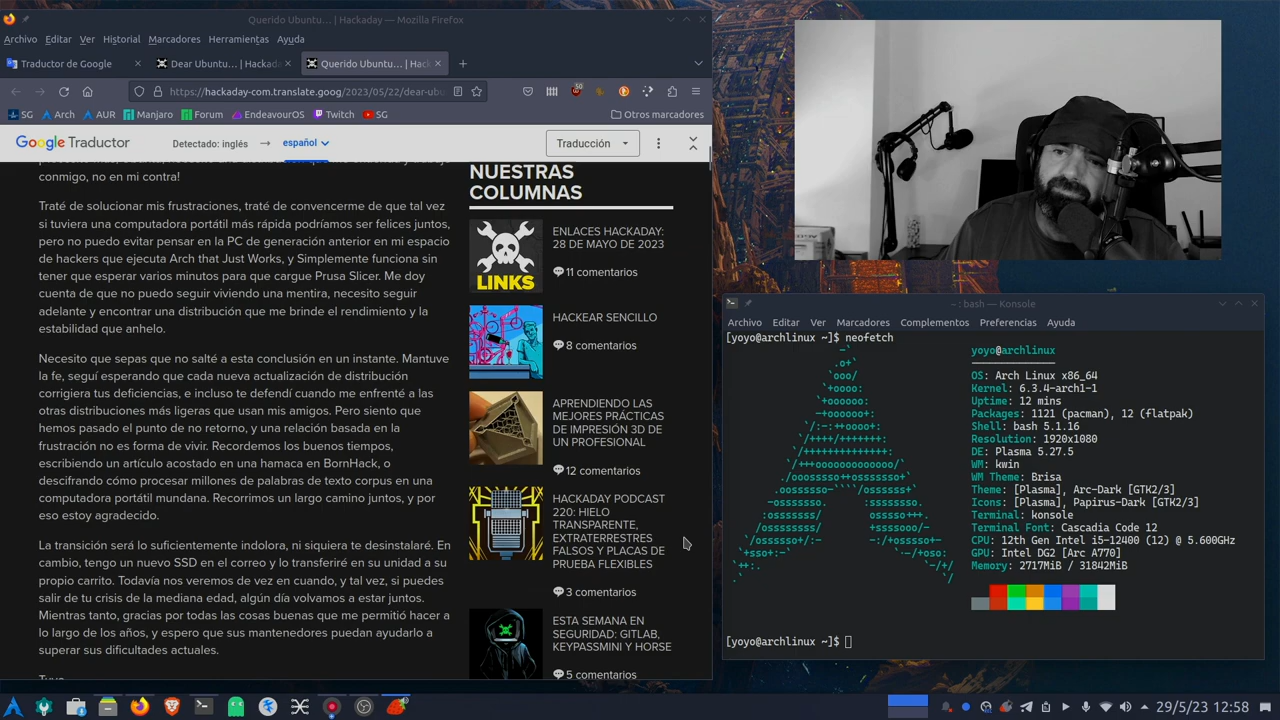 Querido Ubuntu… | Hackaday — Mozilla Firefox
Archivo Editar Ver Historial Marcadores Herramientas Ayuda
Traductor de Google
Dear Ubuntu… | Hackad
Querido Ubuntu… | Hack
https://hackaday-com.translate.goog/2023/05/22/dear-ubu
SG Arch AUR Manjaro Forum EndeavourOS Twitch SG Otros marcadores
Google Traductor
Detectado: inglés → español
Traducción
conmigo, no en mi contra!
Traté de solucionar mis frustraciones, traté de convencerme de que tal vez
si tuviera una computadora portátil más rápida podríamos ser felices juntos,
pero no puedo evitar pensar en la PC de generación anterior en mi espacio
de hackers que ejecuta Arch that Just Works, y Simplemente funciona sin
tener que esperar varios minutos para que cargue Prusa Slicer. Me doy
cuenta de que no puedo seguir viviendo una mentira, necesito seguir
adelante y encontrar una distribución que me brinde el rendimiento y la
estabilidad que anhelo.
Necesito que sepas que no salté a esta conclusión en un instante. Mantuve
la fe, seguí esperando que cada nueva actualización de distribución
corrigiera tus deficiencias, e incluso te defendí cuando me enfrenté a las
otras distribuciones más ligeras que usan mis amigos. Pero siento que
hemos pasado el punto de no retorno, y una relación basada en la
frustración no es forma de vivir. Recordemos los buenos tiempos,
escribiendo un artículo acostado en una hamaca en BornHack, o
descifrando cómo procesar millones de palabras de texto corpus en una
computadora portátil mundana. Recorrimos un largo camino juntos, y por
eso estoy agradecido.
La transición será lo suficientemente indolora, ni siquiera te desinstalaré. En
cambio, tengo un nuevo SSD en el correo y lo transferiré en su unidad a su
propio carrito. Todavía nos veremos de vez en cuando, y tal vez, si puedes
salir de tu crisis de la mediana edad, algún día volvamos a estar juntos.
Mientras tanto, gracias por todas las cosas buenas que me permitió hacer a
lo largo de los años, y espero que sus mantenedores puedan ayudarlo a
superar sus dificultades actuales.
NUESTRAS
COLUMNAS
LINKS
ENLACES HACKADAY:
28 DE MAYO DE 2023
11 comentarios
HACKEAR SENCILLO
8 comentarios
APRENDIENDO LAS
MEJORES PRÁCTICAS
DE IMPRESIÓN 3D DE
UN PROFESIONAL
12 comentarios
HACKADAY PODCAST
220: HIELO
TRANSPARENTE,
EXTRATERRESTRES
FALSOS Y PLACAS DE
PRUEBA FLEXIBLES
3 comentarios
ESTA SEMANA EN
SEGURIDAD: GITLAB,
KEYPASSMINI Y HORSE
5 comentarios
~ : bash — Konsole
Archivo Editar Ver Marcadores Complementos Preferencias Ayuda
[yoyo@archlinux ~]$ neofetch
yoyo@archlinux
OS: Arch Linux x86_64
Kernel: 6.3.4-arch1-1
Uptime: 12 mins
Packages: 1121 (pacman), 12 (flatpak)
Shell: bash 5.1.16
Resolution: 1920x1080
DE: Plasma 5.27.5
WM: kwin
WM Theme: Brisa
Theme: [Plasma], Arc-Dark [GTK2/3]
Icons: [Plasma], Papirus-Dark [GTK2/3]
Terminal: konsole
Terminal Font: Cascadia Code 12
CPU: 12th Gen Intel i5-12400 (12) @ 5.600GHz
GPU: Intel DG2 [Arc A770]
Memory: 2717MiB / 31842MiB
[yoyo@archlinux ~]$
29/5/23 12:58